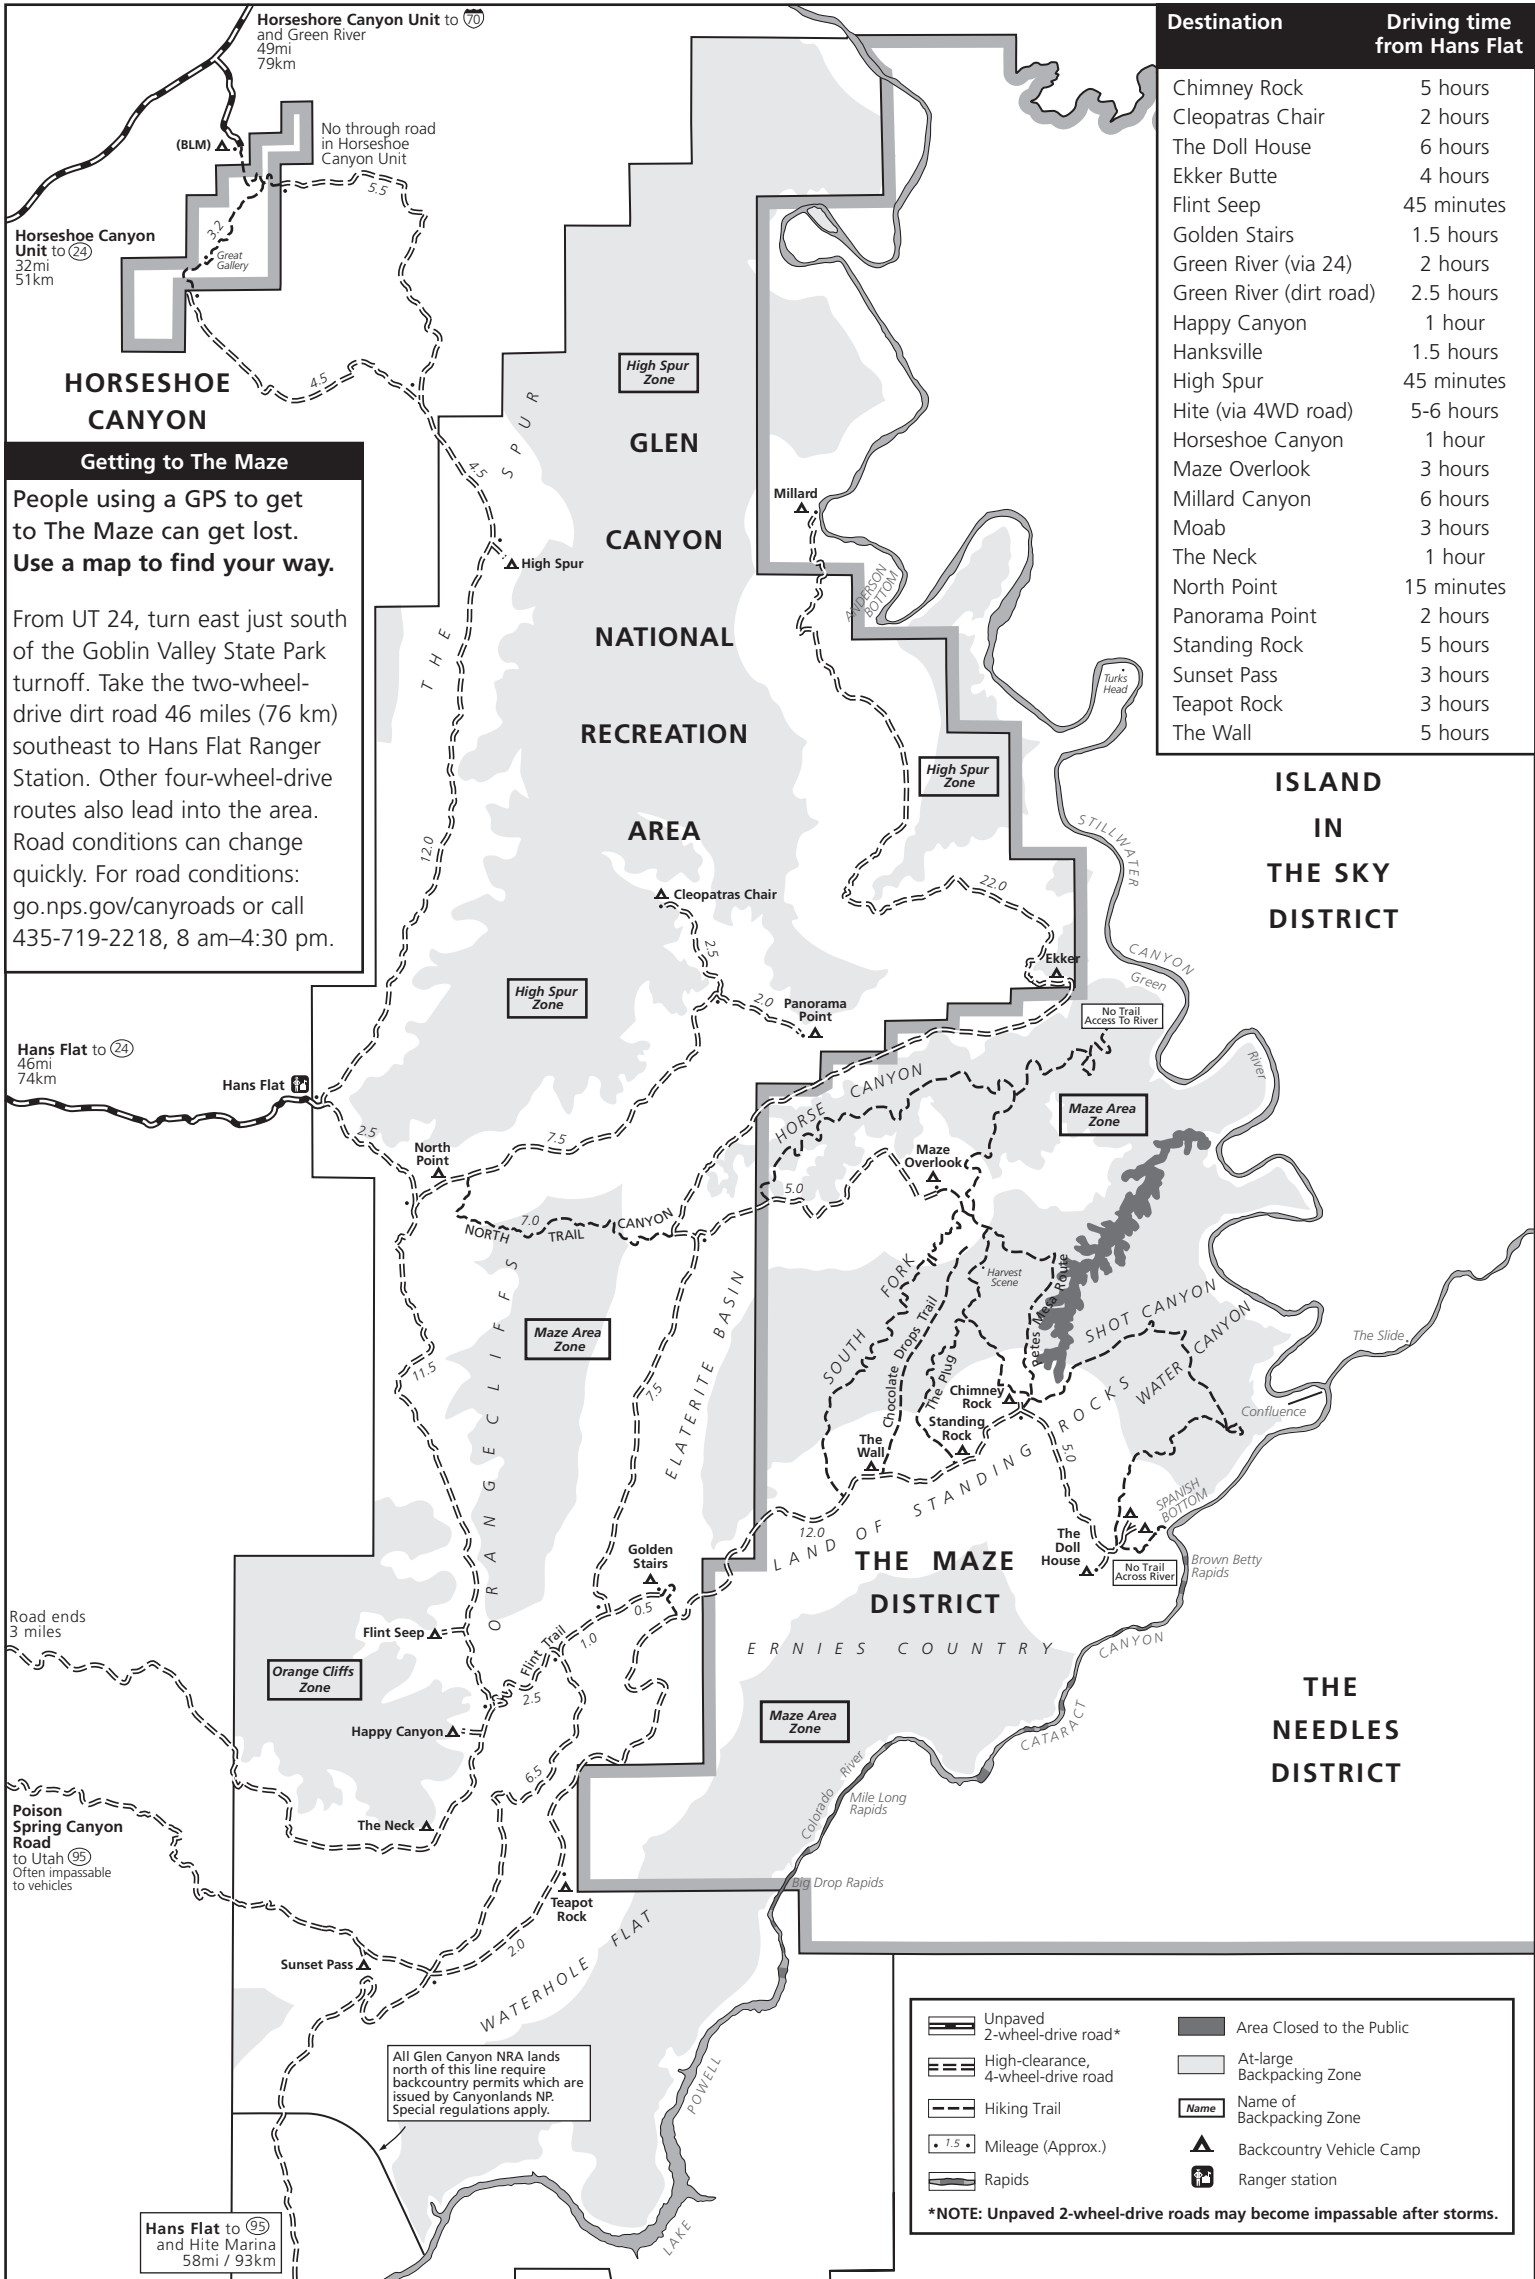 Horseshore Canyon Unit to 70
and Green River
49mi
79km
(BLM)
No through road
in Horseshoe
Canyon Unit
5.5
3.2
Great
Gallery
Horseshoe Canyon
Unit to 24
32mi
51km
4.5
HORSESHOE
CANYON
Getting to The Maze
People using a GPS to get
to The Maze can get lost.
Use a map to find your way.
From UT 24, turn east just south
of the Goblin Valley State Park
turnoff. Take the two-wheel-
drive dirt road 46 miles (76 km)
southeast to Hans Flat Ranger
Station. Other four-wheel-drive
routes also lead into the area.
Road conditions can change
quickly. For road conditions:
go.nps.gov/canyroads or call
435-719-2218, 8 am–4:30 pm.
Destination Driving time
from Hans Flat
Chimney Rock 5 hours
Cleopatras Chair 2 hours
The Doll House 6 hours
Ekker Butte 4 hours
Flint Seep 45 minutes
Golden Stairs 1.5 hours
Green River (via 24) 2 hours
Green River (dirt road) 2.5 hours
Happy Canyon 1 hour
Hanksville 1.5 hours
High Spur 45 minutes
Hite (via 4WD road) 5-6 hours
Horseshoe Canyon 1 hour
Maze Overlook 3 hours
Millard Canyon 6 hours
Moab 3 hours
The Neck 1 hour
North Point 15 minutes
Panorama Point 2 hours
Standing Rock 5 hours
Sunset Pass 3 hours
Teapot Rock 3 hours
The Wall 5 hours
High Spur
Zone
GLEN
CANYON
NATIONAL
RECREATION
AREA
THE SPUR
4.5
High Spur
12.0
Millard
ANDERSON
BOTTOM
Turks
Head
High Spur
Zone
ISLAND
IN
THE SKY
DISTRICT
STILLWATER
CANYON
Green
River
22.0
Ekker
No Trail
Access To River
Cleopatras Chair
2.5
2.0
Panorama
Point
High Spur
Zone
Hans Flat to 24
46mi
74km
Hans Flat
2.5
North
Point
7.5
HORSE CANYON
Maze Area
Zone
Maze
Overlook
5.0
7.0
NORTH TRAIL CANYON
ORANGE CLIFFS
Maze Area
Zone
11.5
7.5
ELATERITE BASIN
SOUTH FORK
Chocolate Drops Trail
The Plug
Harvest
Scene
Petes Mesa Route
SHOT CANYON
WATER CANYON
The Slide
Confluence
Chimney
Rock
Standing
Rock
The
Wall
5.0
LAND OF STANDING ROCKS
12.0
SPANISH
BOTTOM
The
Doll
House
No Trail
Across River
Brown Betty
Rapids
THE MAZE
DISTRICT
ERNIES COUNTRY
Maze Area
Zone
CATARACT CANYON
THE
NEEDLES
DISTRICT
Golden
Stairs
0.5
1.0
Flint Trail
2.5
Flint Seep
Road ends
3 miles
Orange Cliffs
Zone
Happy Canyon
6.5
The Neck
Poison
Spring Canyon
Road
to Utah 95
Often impassable
to vehicles
Colorado River
Mile Long
Rapids
Big Drop Rapids
Teapot
Rock
2.0
Sunset Pass
WATERHOLE FLAT
All Glen Canyon NRA lands
north of this line require
backcountry permits which are
issued by Canyonlands NP.
Special regulations apply.
LAKE POWELL
Hans Flat to 95
and Hite Marina
58mi / 93km
Unpaved
2-wheel-drive road*
High-clearance,
4-wheel-drive road
Hiking Trail
1.5 Mileage (Approx.)
Rapids
Area Closed to the Public
At-large
Backpacking Zone
Name Name of
Backpacking Zone
Backcountry Vehicle Camp
Ranger station
*NOTE: Unpaved 2-wheel-drive roads may become impassable after storms.